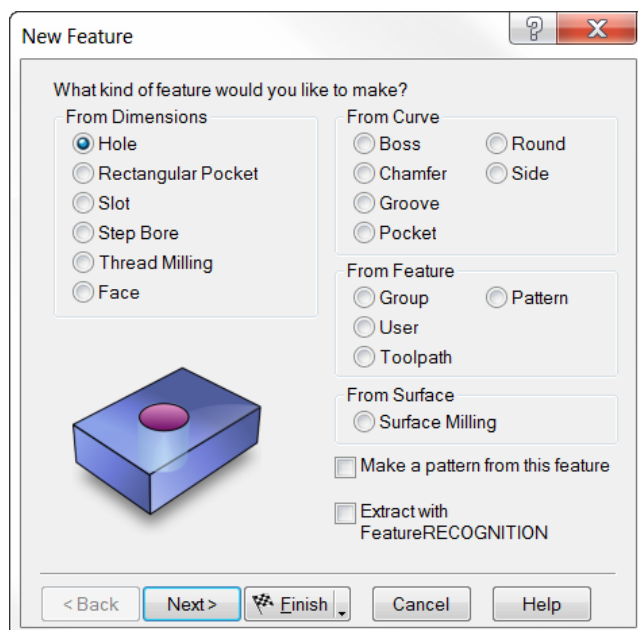 New Feature
?
X
What kind of feature would you like to make?
From Dimensions
Hole
Rectangular Pocket
Slot
Step Bore
Thread Milling
Face
From Curve
Boss
Round
Chamfer
Side
Groove
Pocket
From Feature
Group
Pattern
User
Toolpath
From Surface
Surface Milling
Make a pattern from this feature
Extract with
FeatureRECOGNITION
< Back
Next >
Finish
Cancel
Help